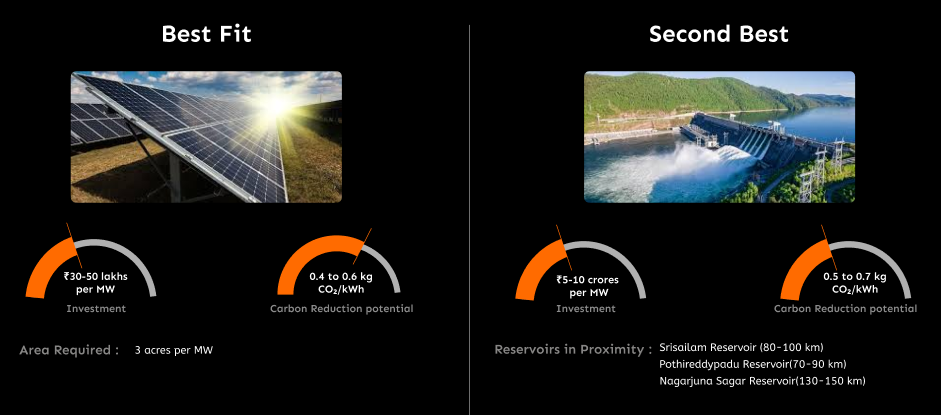 Best Fit
₹30-50 lakhs
per MW
Investment
0.4 to 0.6 kg
CO₂/kWh
Carbon Reduction potential
Area Required : 3 acres per MW
Second Best
₹5-10 crores
per MW
Investment
0.5 to 0.7 kg
CO₂/kWh
Carbon Reduction potential
Reservoirs in Proximity : Srisailam Reservoir (80-100 km)
Pothireddypadu Reservoir(70-90 km)
Nagarjuna Sagar Reservoir(130-150 km)